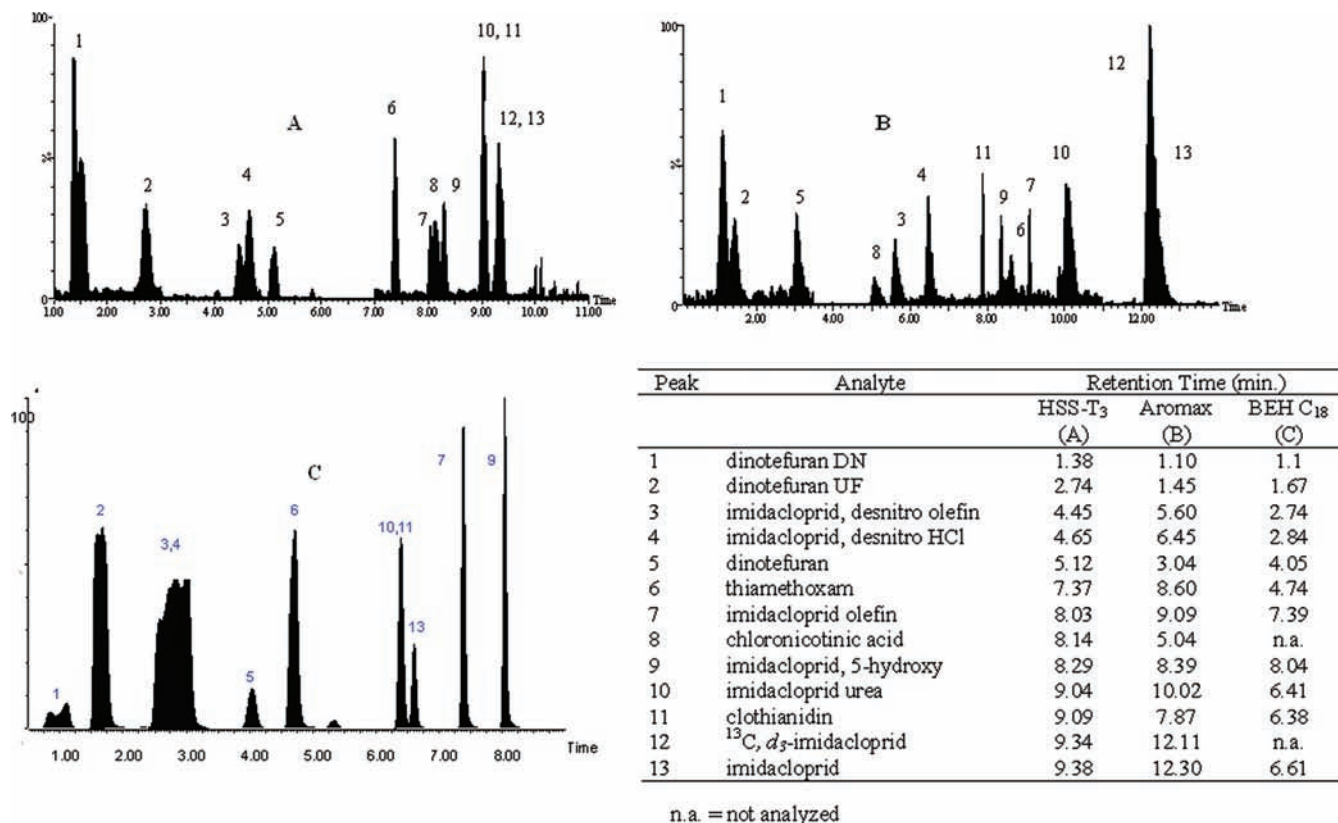 100
%
0
1
2
3
4
5
6
7
8
9
10, 11
12, 13
A
1.00 2.00 3.00 4.00 5.00 6.00 7.00 8.00 9.00 10.00 11.00
Time
100
%
0
1
2
5
8
3
4
11
9
6
7
10
12
13
B
2.00 4.00 6.00 8.00 10.00 12.00
Time
100
1
2
3,4
5
6
10,11
13
7
9
C
1.00 2.00 3.00 4.00 5.00 6.00 7.00 8.00
Time
Peak Analyte Retention Time (min.)
HSS-T3 Aromax BEH C18
(A) (B) (C)
1 dinotefuran DN 1.38 1.10 1.1
2 dinotefuran UF 2.74 1.45 1.67
3 imidacloprid, desnitro olefin 4.45 5.60 2.74
4 imidacloprid, desnitro HCl 4.65 6.45 2.84
5 dinotefuran 5.12 3.04 4.05
6 thiamethoxam 7.37 8.60 4.74
7 imidacloprid olefin 8.03 9.09 7.39
8 chloronicotinic acid 8.14 5.04 n.a.
9 imidacloprid, 5-hydroxy 8.29 8.39 8.04
10 imidacloprid urea 9.04 10.02 6.41
11 clothianidin 9.09 7.87 6.38
12 13C, d3-imidacloprid 9.34 12.11 n.a.
13 imidacloprid 9.38 12.30 6.61
n.a. = not analyzed